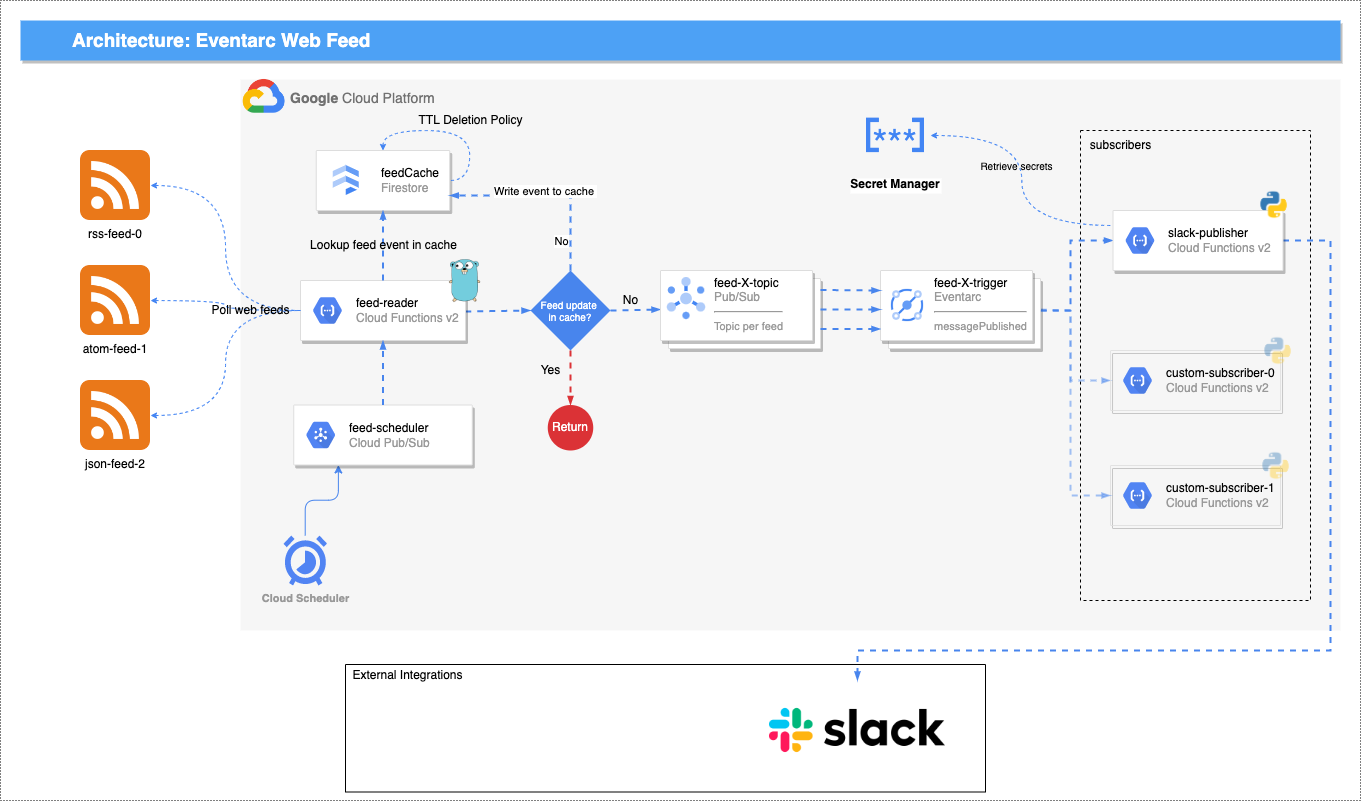 Architecture: Eventarc Web Feed
Google Cloud Platform
TTL Deletion Policy
feedCache
Firestore
Write event to cache
Lookup feed event in cache
rss-feed-0
atom-feed-1
json-feed-2
Poll web feeds
feed-reader
Cloud Functions v2
feed-scheduler
Cloud Pub/Sub
Cloud Scheduler
No
Feed update
in cache?
No
Yes
Return
feed-X-topic
Pub/Sub
Topic per feed
feed-X-trigger
Eventarc
messagePublished
[***]
Secret Manager
Retrieve secrets
subscribers
slack-publisher
Cloud Functions v2
custom-subscriber-0
Cloud Functions v2
custom-subscriber-1
Cloud Functions v2
External Integrations
slack